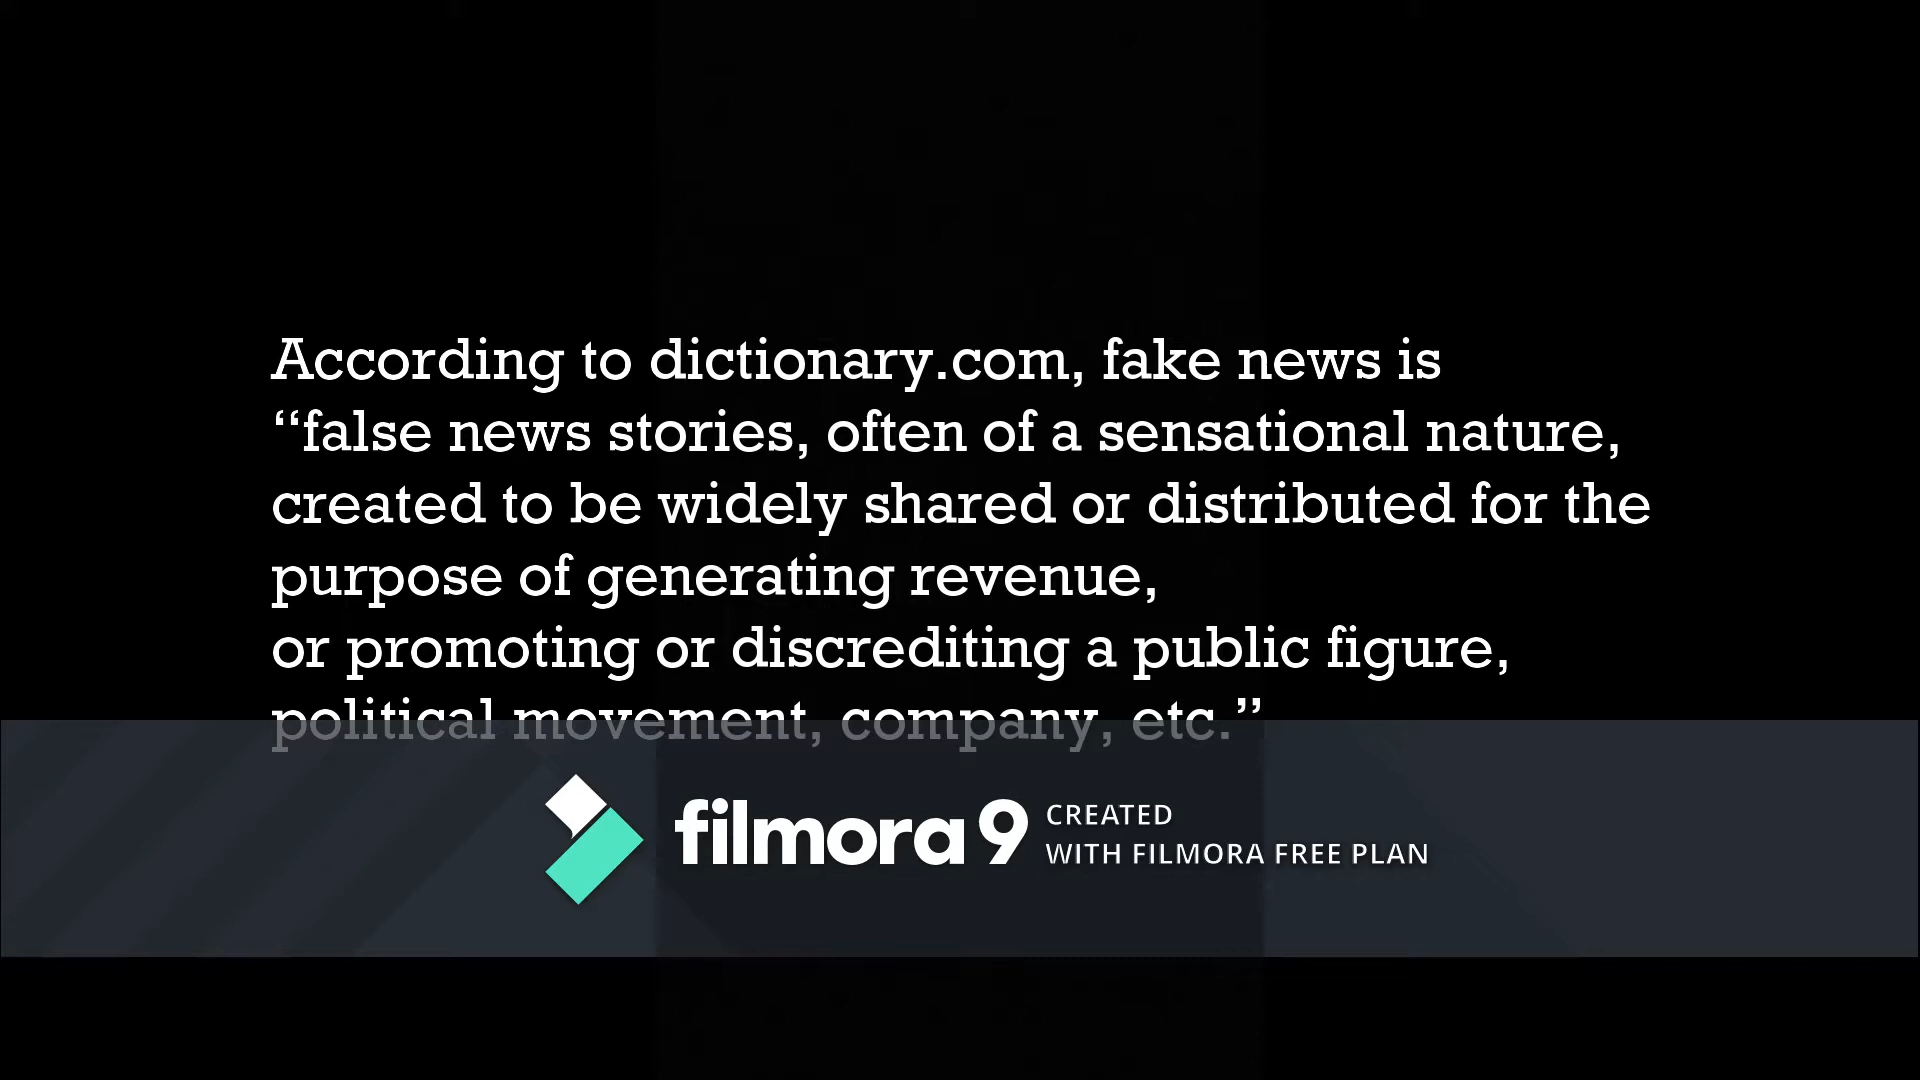 According to dictionary.com, fake news is
“false news stories, often of a sensational nature,
created to be widely shared or distributed for the
purpose of generating revenue,
or promoting or discrediting a public figure,
political movement, company, etc.”
filmora 9
CREATED
WITH FILMORA FREE PLAN